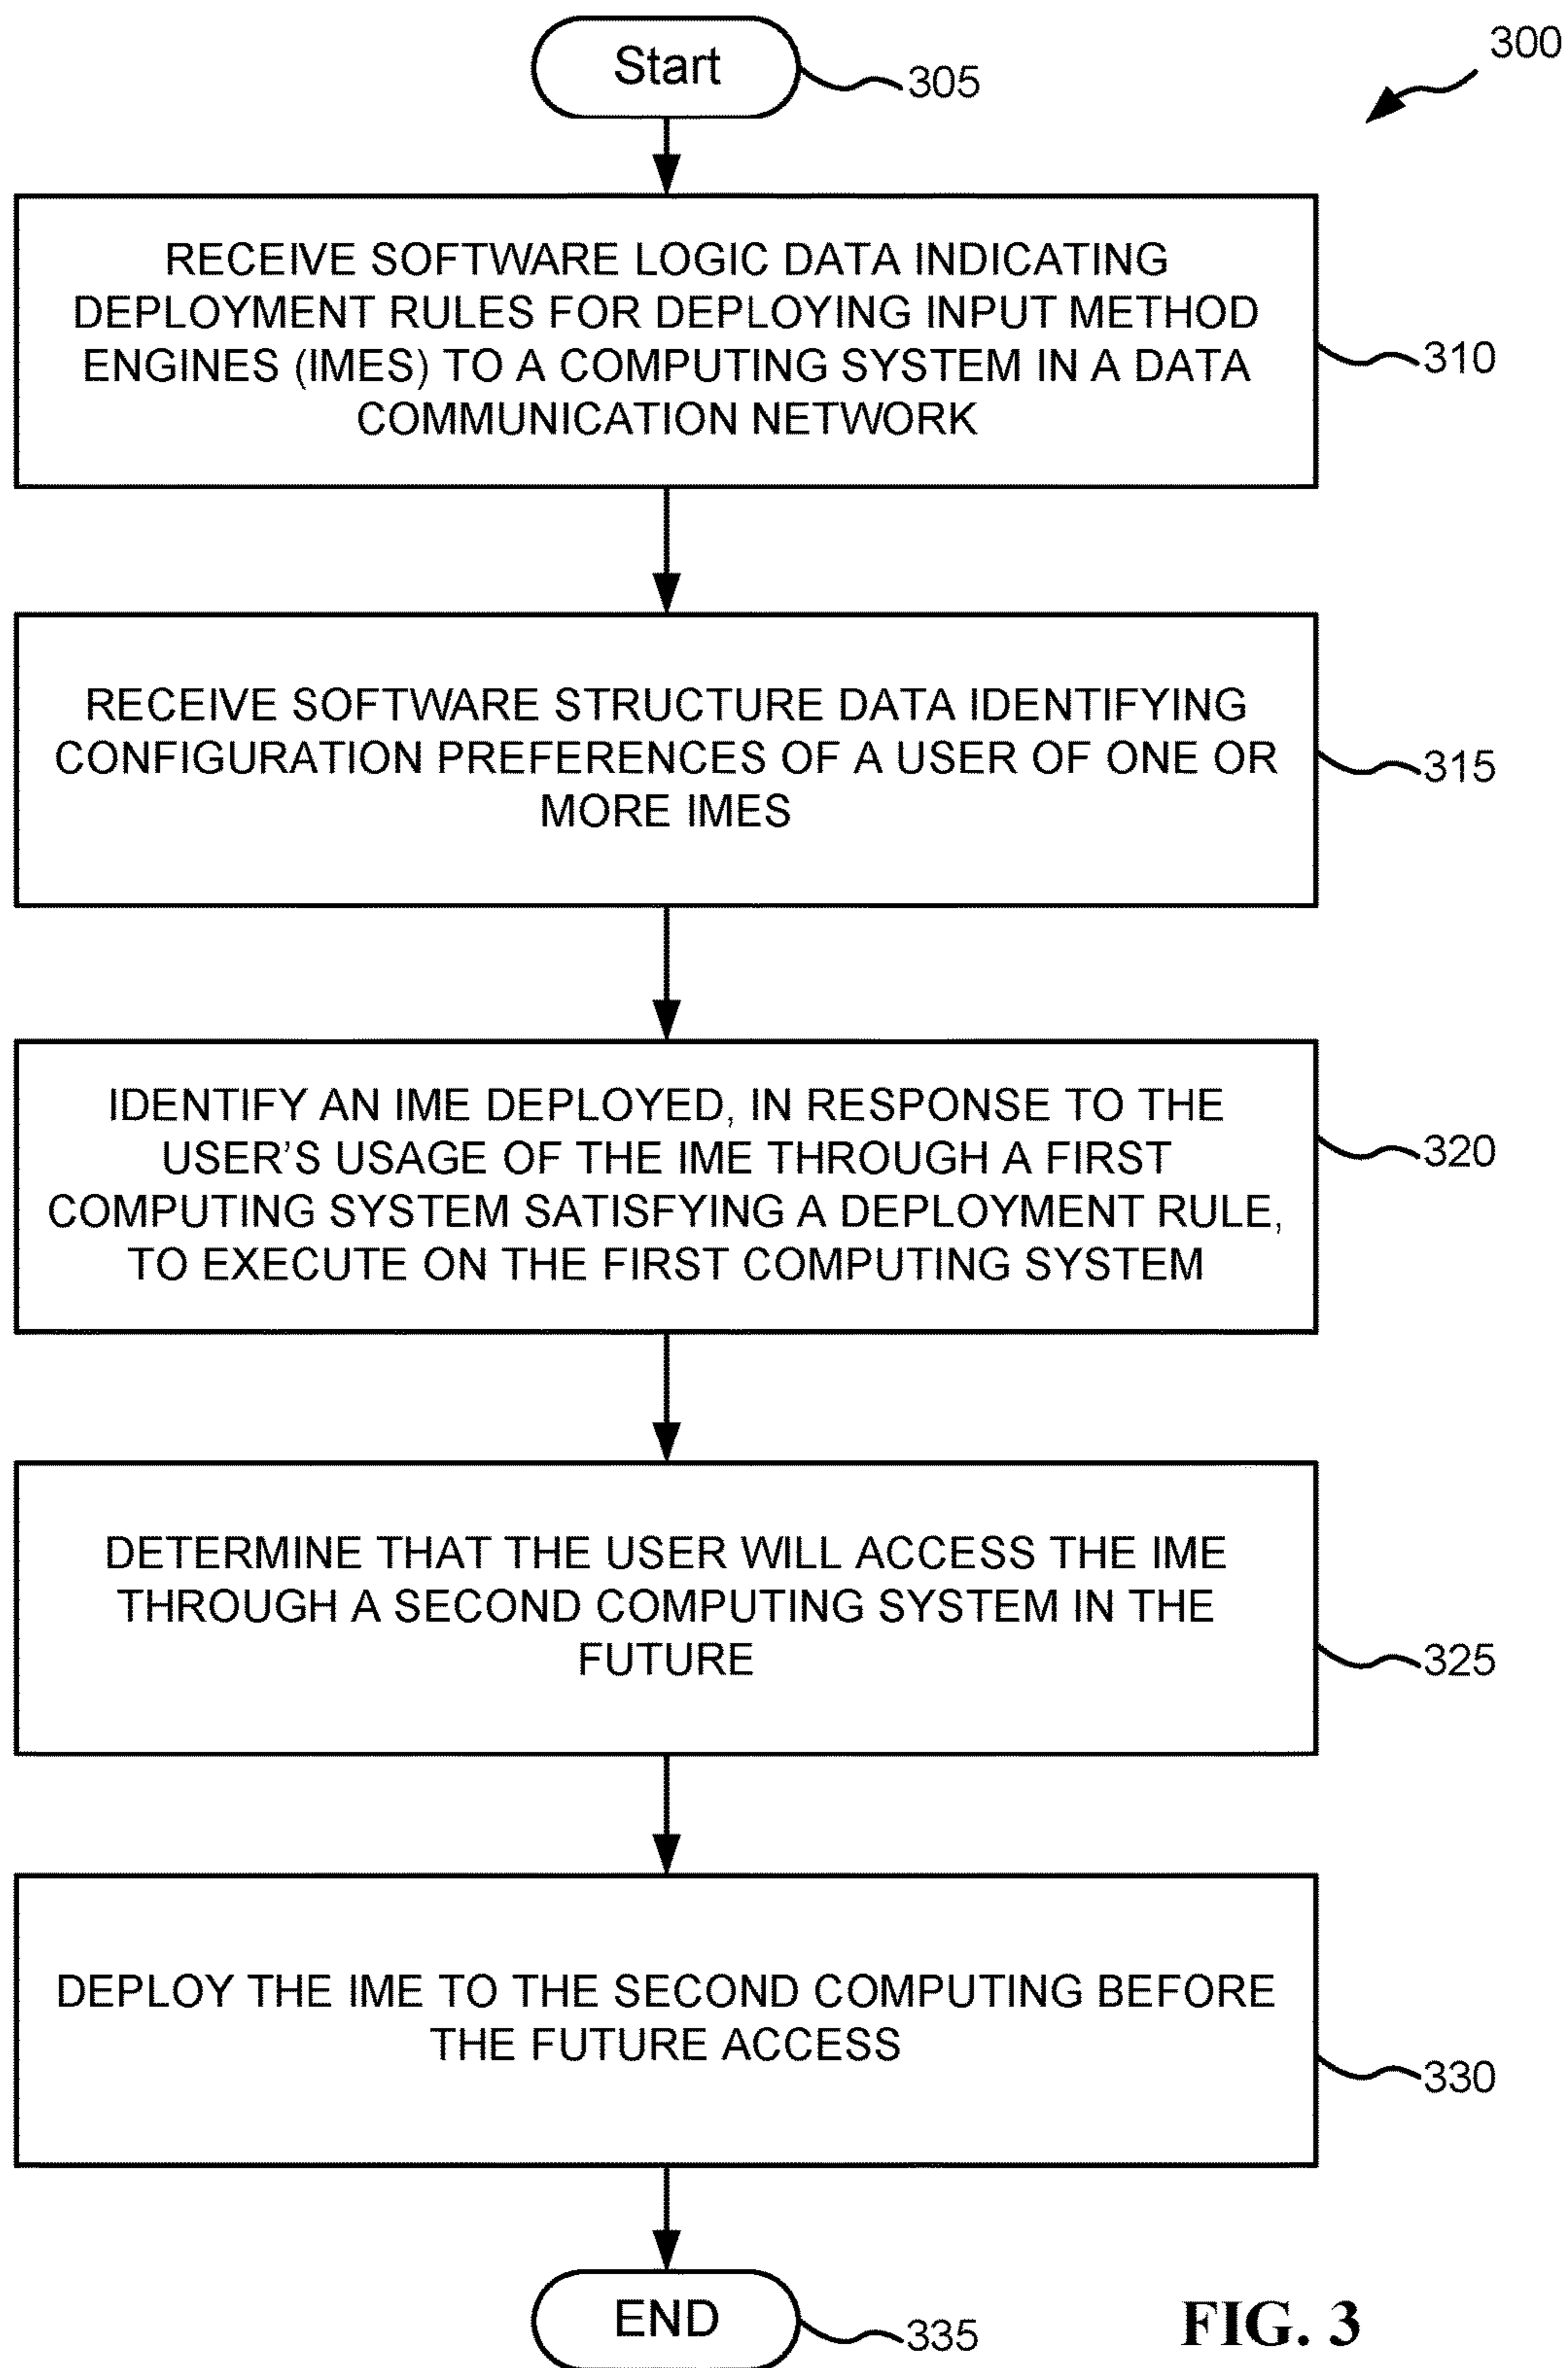 Start
305
300
RECEIVE SOFTWARE LOGIC DATA INDICATING
DEPLOYMENT RULES FOR DEPLOYING INPUT METHOD
ENGINES (IMES) TO A COMPUTING SYSTEM IN A DATA
COMMUNICATION NETWORK
310
RECEIVE SOFTWARE STRUCTURE DATA IDENTIFYING
CONFIGURATION PREFERENCES OF A USER OF ONE OR
MORE IMES
315
IDENTIFY AN IME DEPLOYED, IN RESPONSE TO THE
USER'S USAGE OF THE IME THROUGH A FIRST
COMPUTING SYSTEM SATISFYING A DEPLOYMENT RULE,
TO EXECUTE ON THE FIRST COMPUTING SYSTEM
320
DETERMINE THAT THE USER WILL ACCESS THE IME
THROUGH A SECOND COMPUTING SYSTEM IN THE
FUTURE
325
DEPLOY THE IME TO THE SECOND COMPUTING BEFORE
THE FUTURE ACCESS
330
END
335
FIG. 3